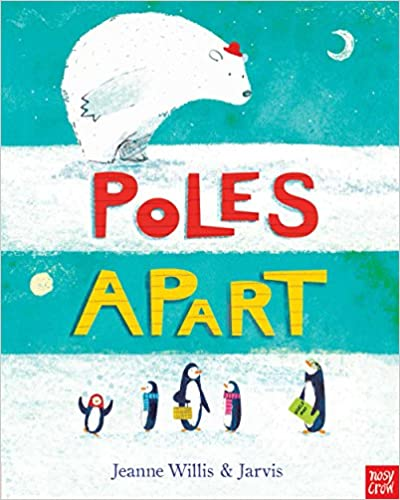 POLES
APART
Jeanne Willis & Jarvis
nosy
crow